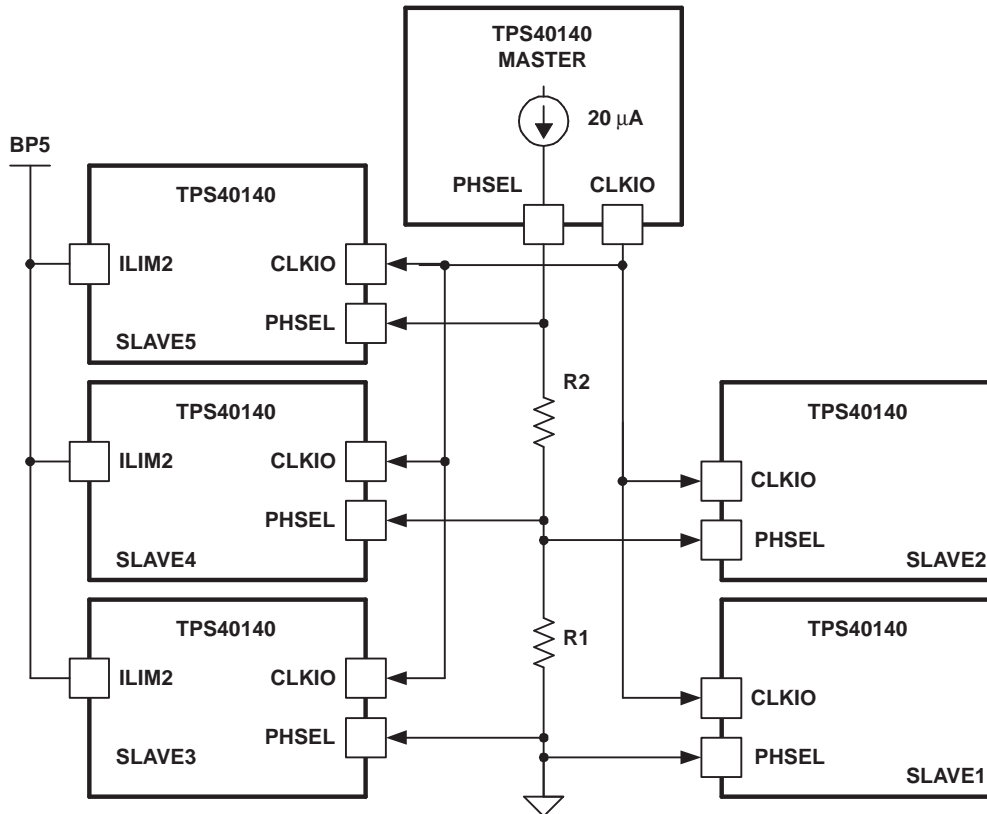 TPS40140
MASTER
20 μA
PHSEL
CLKIO
BP5
TPS40140
ILIM2
CLKIO
PHSEL
SLAVE5
R2
TPS40140
ILIM2
CLKIO
PHSEL
SLAVE4
TPS40140
CLKIO
PHSEL
SLAVE2
R1
TPS40140
ILIM2
CLKIO
PHSEL
SLAVE3
TPS40140
CLKIO
PHSEL
SLAVE1